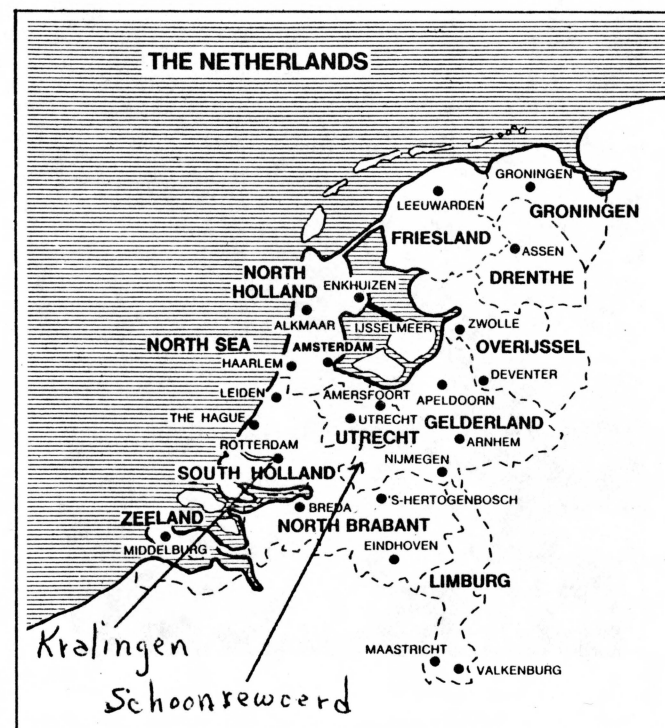 THE NETHERLANDS
GRONINGEN
LEEUWARDEN
GRONINGEN
FRIESLAND
ASSEN
DRENTHE
NORTH
HOLLAND
ENKHUIZEN
ALKMAAR
IJSSELMEER
ZWOLLE
NORTH SEA
AMSTERDAM
OVERIJSSEL
HAARLEM
DEVENTER
LEIDEN
AMERSFOORT
APELDOORN
THE HAGUE
UTRECHT
GELDERLAND
UTRECHT
ARNHEM
ROTTERDAM
NIJMEGEN
SOUTH HOLLAND
'S-HERTOGENBOSCH
BREDA
ZEELAND
NORTH BRABANT
MIDDELBURG
EINDHOVEN
LIMBURG
Kralingen
MAASTRICHT
VALKENBURG
Schoonrewoerd